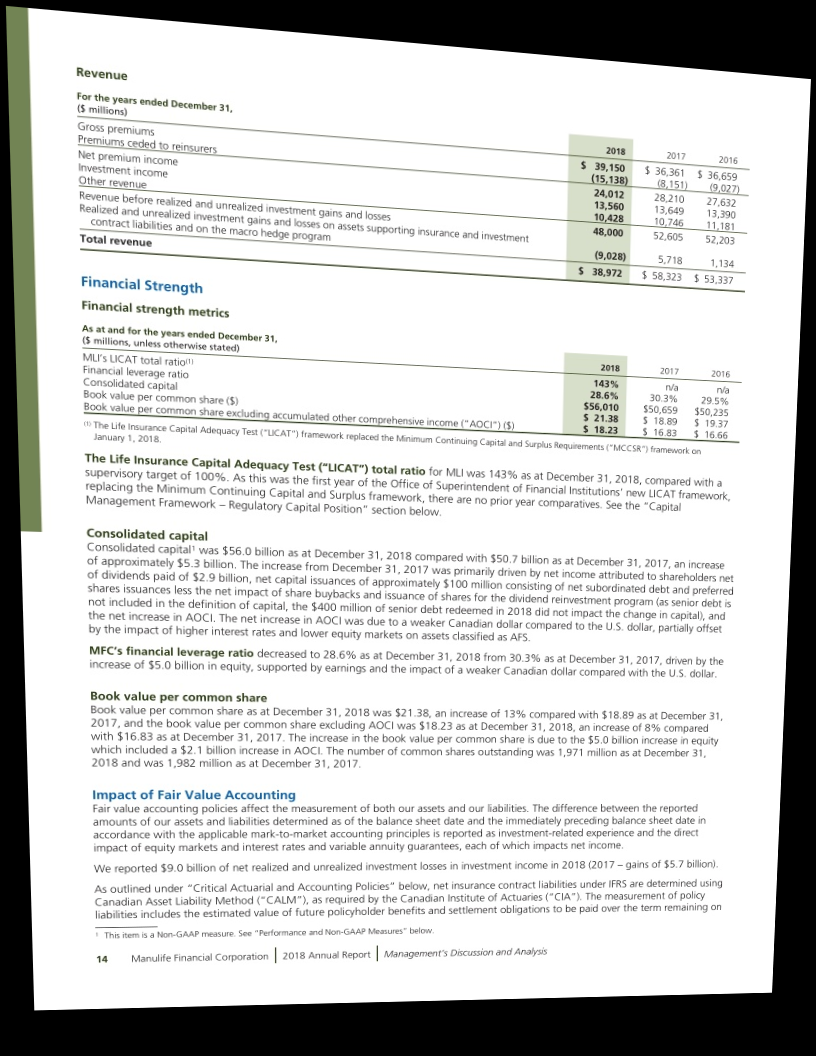 Revenue
For the years ended December 31,
($ millions) 2018 2017 2016
Gross premiums $ 39,150 $ 36,361 $ 36,659
Premiums ceded to reinsurers (15,138) (8,151) (9,027)
Net premium income 24,012 28,210 27,632
Investment income 13,560 13,649 13,390
Other revenue 10,428 10,746 11,181
Revenue before realized and unrealized investment gains and losses 48,000 52,605 52,203
Realized and unrealized investment gains and losses on assets supporting insurance and investment
contract liabilities and on the macro hedge program (9,028) 5,718 1,134
Total revenue $ 38,972 $ 58,323 $ 53,337
Financial Strength
Financial strength metrics
As at and for the years ended December 31,
($ millions, unless otherwise stated) 2018 2017 2016
MLI's LICAT total ratio(1) 143% n/a n/a
Financial leverage ratio 28.6% 30.3% 29.5%
Consolidated capital $56,010 $50,659 $50,235
Book value per common share ($) $ 21.38 $ 18.89 $ 19.37
Book value per common share excluding accumulated other comprehensive income ("AOCI") ($) $ 18.23 $ 16.83 $ 16.66
(1) The Life Insurance Capital Adequacy Test ("LICAT") framework replaced the Minimum Continuing Capital and Surplus Requirements ("MCCSR") framework on
January 1, 2018.
The Life Insurance Capital Adequacy Test ("LICAT") total ratio for MLI was 143% as at December 31, 2018, compared with a
supervisory target of 100%. As this was the first year of the Office of Superintendent of Financial Institutions' new LICAT framework,
replacing the Minimum Continuing Capital and Surplus framework, there are no prior year comparatives. See the "Capital
Management Framework – Regulatory Capital Position" section below.
Consolidated capital
Consolidated capital1 was $56.0 billion as at December 31, 2018 compared with $50.7 billion as at December 31, 2017, an increase
of approximately $5.3 billion. The increase from December 31, 2017 was primarily driven by net income attributed to shareholders net
of dividends paid of $2.9 billion, net capital issuances of approximately $100 million consisting of net subordinated debt and preferred
shares issuances less the net impact of share buybacks and issuance of shares for the dividend reinvestment program (as senior debt is
not included in the definition of capital, the $400 million of senior debt redeemed in 2018 did not impact the change in capital), and
the net increase in AOCI. The net increase in AOCI was due to a weaker Canadian dollar compared to the U.S. dollar, partially offset
by the impact of higher interest rates and lower equity markets on assets classified as AFS.
MFC's financial leverage ratio decreased to 28.6% as at December 31, 2018 from 30.3% as at December 31, 2017, driven by the
increase of $5.0 billion in equity, supported by earnings and the impact of a weaker Canadian dollar compared with the U.S. dollar.
Book value per common share
Book value per common share as at December 31, 2018 was $21.38, an increase of 13% compared with $18.89 as at December 31,
2017, and the book value per common share excluding AOCI was $18.23 as at December 31, 2018, an increase of 8% compared
with $16.83 as at December 31, 2017. The increase in the book value per common share is due to the $5.0 billion increase in equity
which included a $2.1 billion increase in AOCI. The number of common shares outstanding was 1,971 million as at December 31,
2018 and was 1,982 million as at December 31, 2017.
Impact of Fair Value Accounting
Fair value accounting policies affect the measurement of both our assets and our liabilities. The difference between the reported
amounts of our assets and liabilities determined as of the balance sheet date and the immediately preceding balance sheet date in
accordance with the applicable mark-to-market accounting principles is reported as investment-related experience and the direct
impact of equity markets and interest rates and variable annuity guarantees, each of which impacts net income.
We reported $9.0 billion of net realized and unrealized investment losses in investment income in 2018 (2017 – gains of $5.7 billion).
As outlined under "Critical Actuarial and Accounting Policies" below, net insurance contract liabilities under IFRS are determined using
Canadian Asset Liability Method ("CALM"), as required by the Canadian Institute of Actuaries ("CIA"). The measurement of policy
liabilities includes the estimated value of future policyholder benefits and settlement obligations to be paid over the term remaining on
1 This item is a Non-GAAP measure. See "Performance and Non-GAAP Measures" below.
14 Manulife Financial Corporation | 2018 Annual Report | Management's Discussion and Analysis